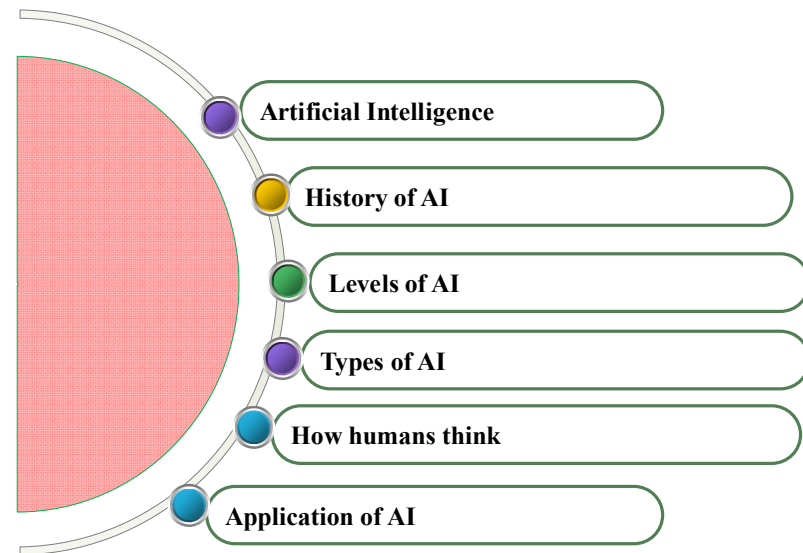 Artificial Intelligence
History of AI
Levels of AI
Types of AI
How humans think
Application of AI